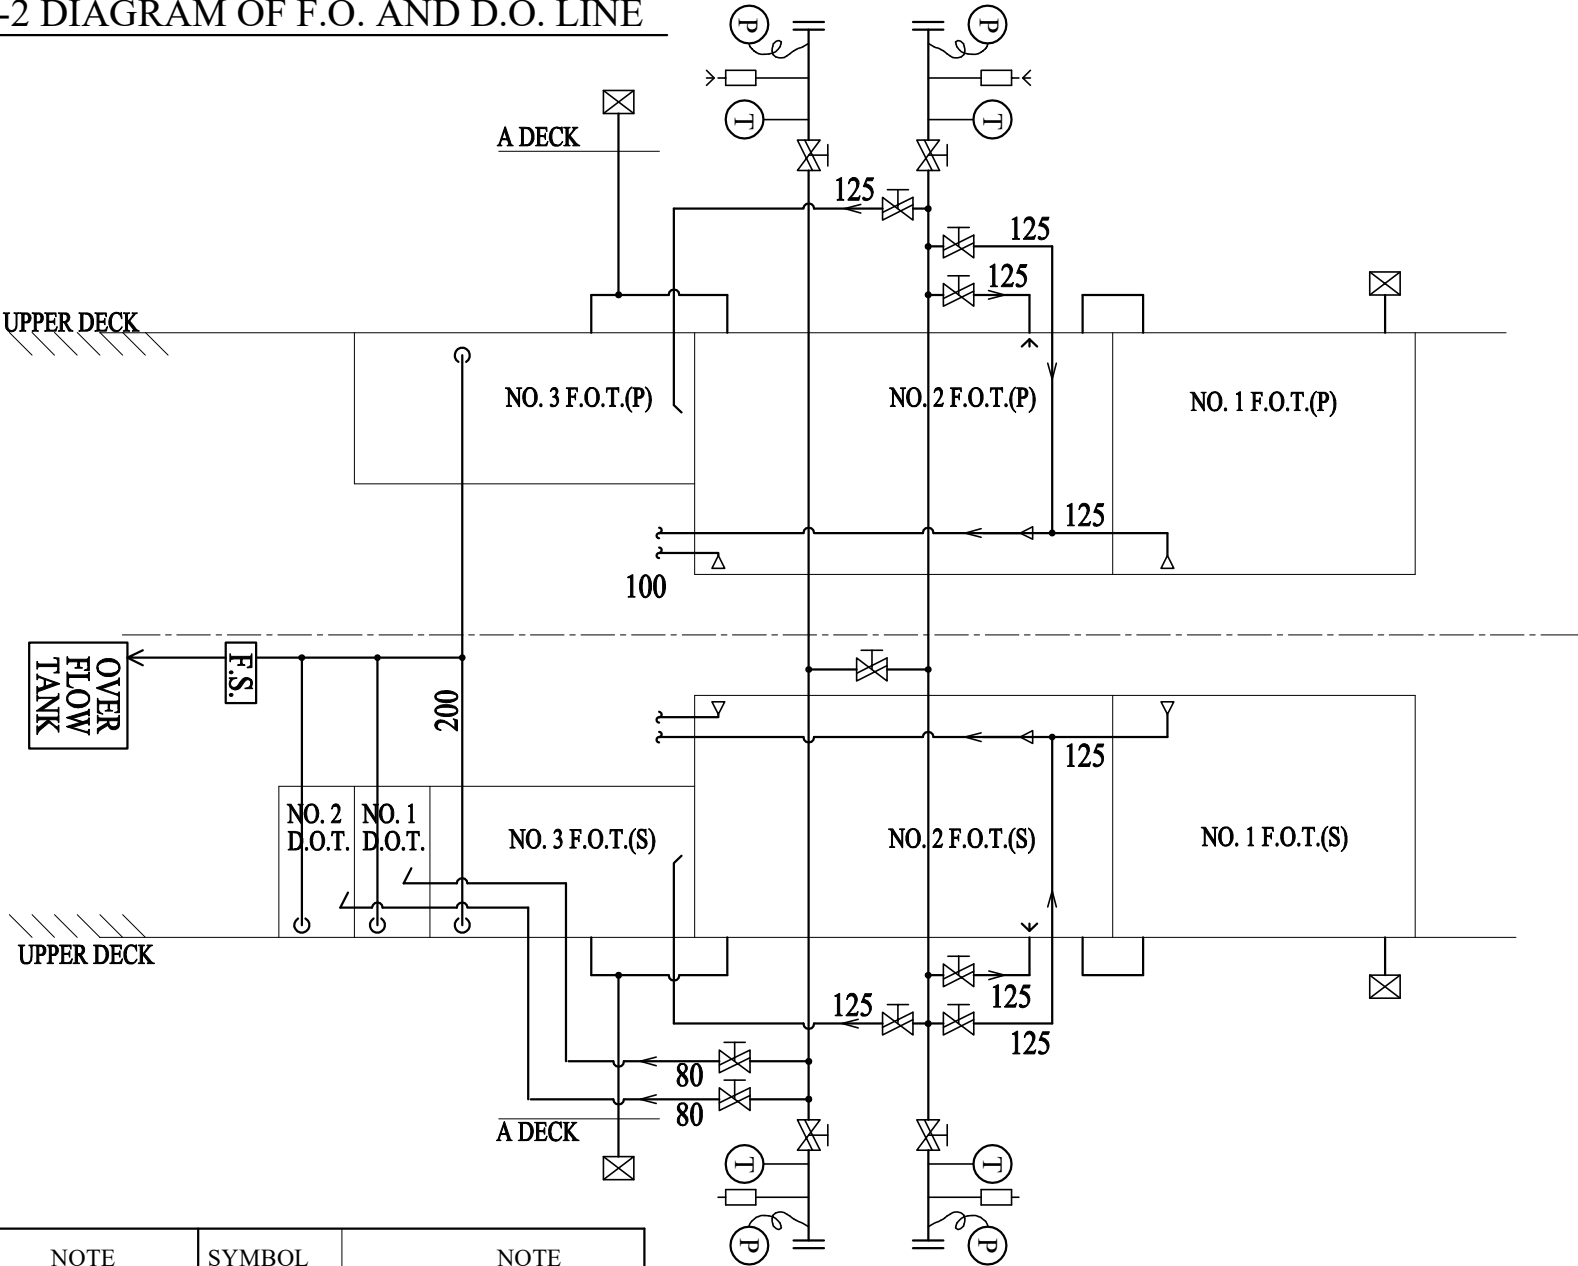 -2 DIAGRAM OF F.O. AND D.O. LINE
P
P
T
T
A DECK
125
125
125
UPPER DECK
NO. 3 F.O.T.(P)
NO. 2 F.O.T.(P)
NO. 1 F.O.T.(P)
125
100
OVER
FLOW
TANK
F.S.
200
125
NO. 2
D.O.T.
NO. 1
D.O.T.
NO. 3 F.O.T.(S)
NO. 2 F.O.T.(S)
NO. 1 F.O.T.(S)
UPPER DECK
125
125
125
80
80
A DECK
T
T
P
P
NOTE
SYMBOL
NOTE